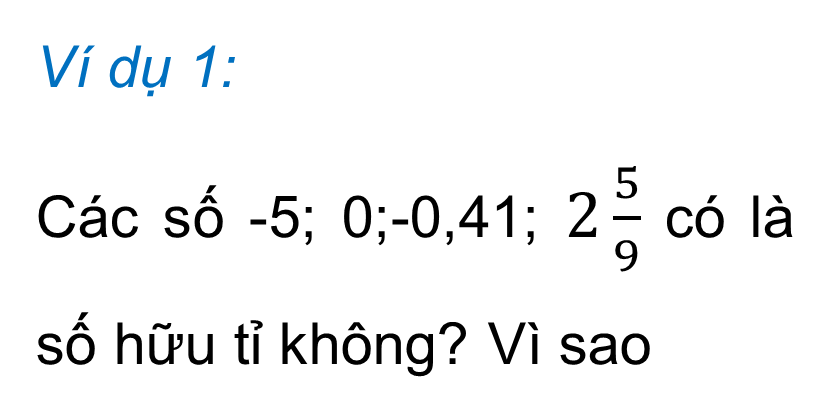 Ví dụ 1:
Các số -5; 0;-0,41; 2 5/9 có là
số hữu tỉ không? Vì sao